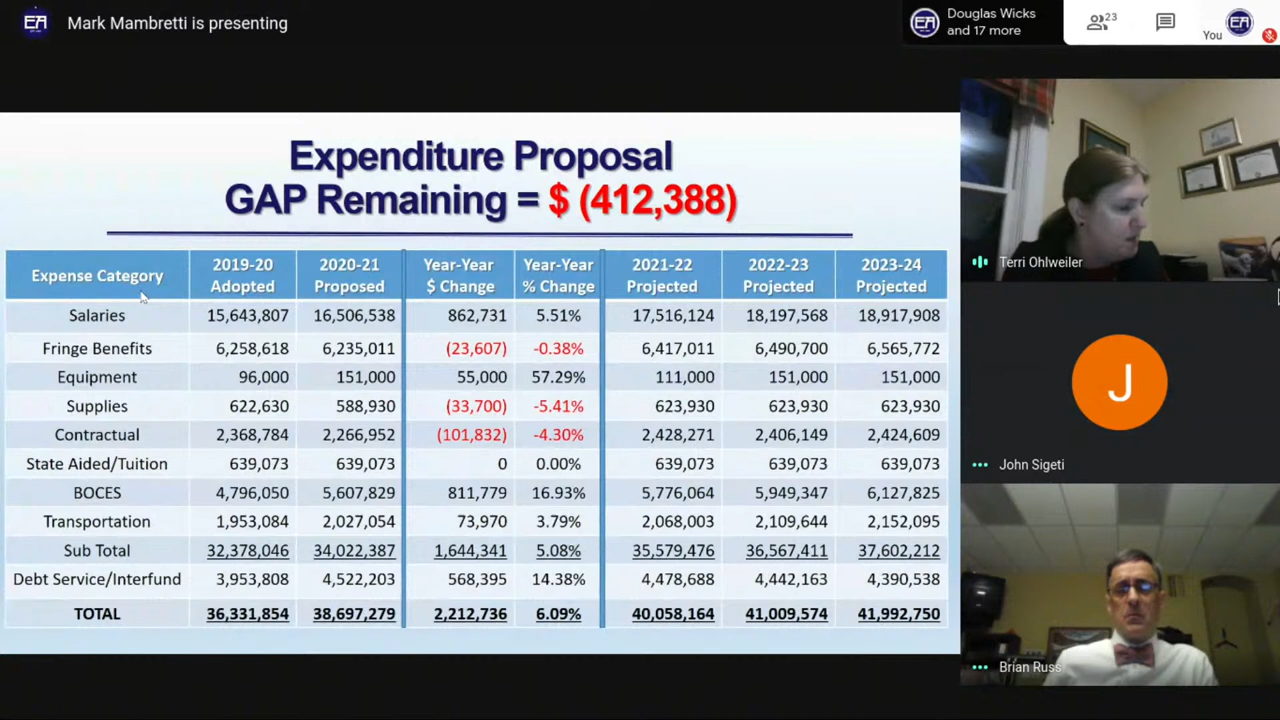 EA
Mark Mambretti is presenting
EA
Douglas Wicks
and 17 more
23
You
Expenditure Proposal
GAP Remaining = $ (412,388)
Expense Category 2019-20 Adopted 2020-21 Proposed Year-Year $ Change Year-Year % Change 2021-22 Projected 2022-23 Projected 2023-24 Projected
Salaries 15,643,807 16,506,538 862,731 5.51% 17,516,124 18,197,568 18,917,908
Fringe Benefits 6,258,618 6,235,011 (23,607) -0.38% 6,417,011 6,490,700 6,565,772
Equipment 96,000 151,000 55,000 57.29% 111,000 151,000 151,000
Supplies 622,630 588,930 (33,700) -5.41% 623,930 623,930 623,930
Contractual 2,368,784 2,266,952 (101,832) -4.30% 2,428,271 2,406,149 2,424,609
State Aided/Tuition 639,073 639,073 0 0.00% 639,073 639,073 639,073
BOCES 4,796,050 5,607,829 811,779 16.93% 5,776,064 5,949,347 6,127,825
Transportation 1,953,084 2,027,054 73,970 3.79% 2,068,003 2,109,644 2,152,095
Sub Total 32,378,046 34,022,387 1,644,341 5.08% 35,579,476 36,567,411 37,602,212
Debt Service/Interfund 3,953,808 4,522,203 568,395 14.38% 4,478,688 4,442,163 4,390,538
TOTAL 36,331,854 38,697,279 2,212,736 6.09% 40,058,164 41,009,574 41,992,750
Terri Ohlweiler
J
John Sigeti
Brian Russ